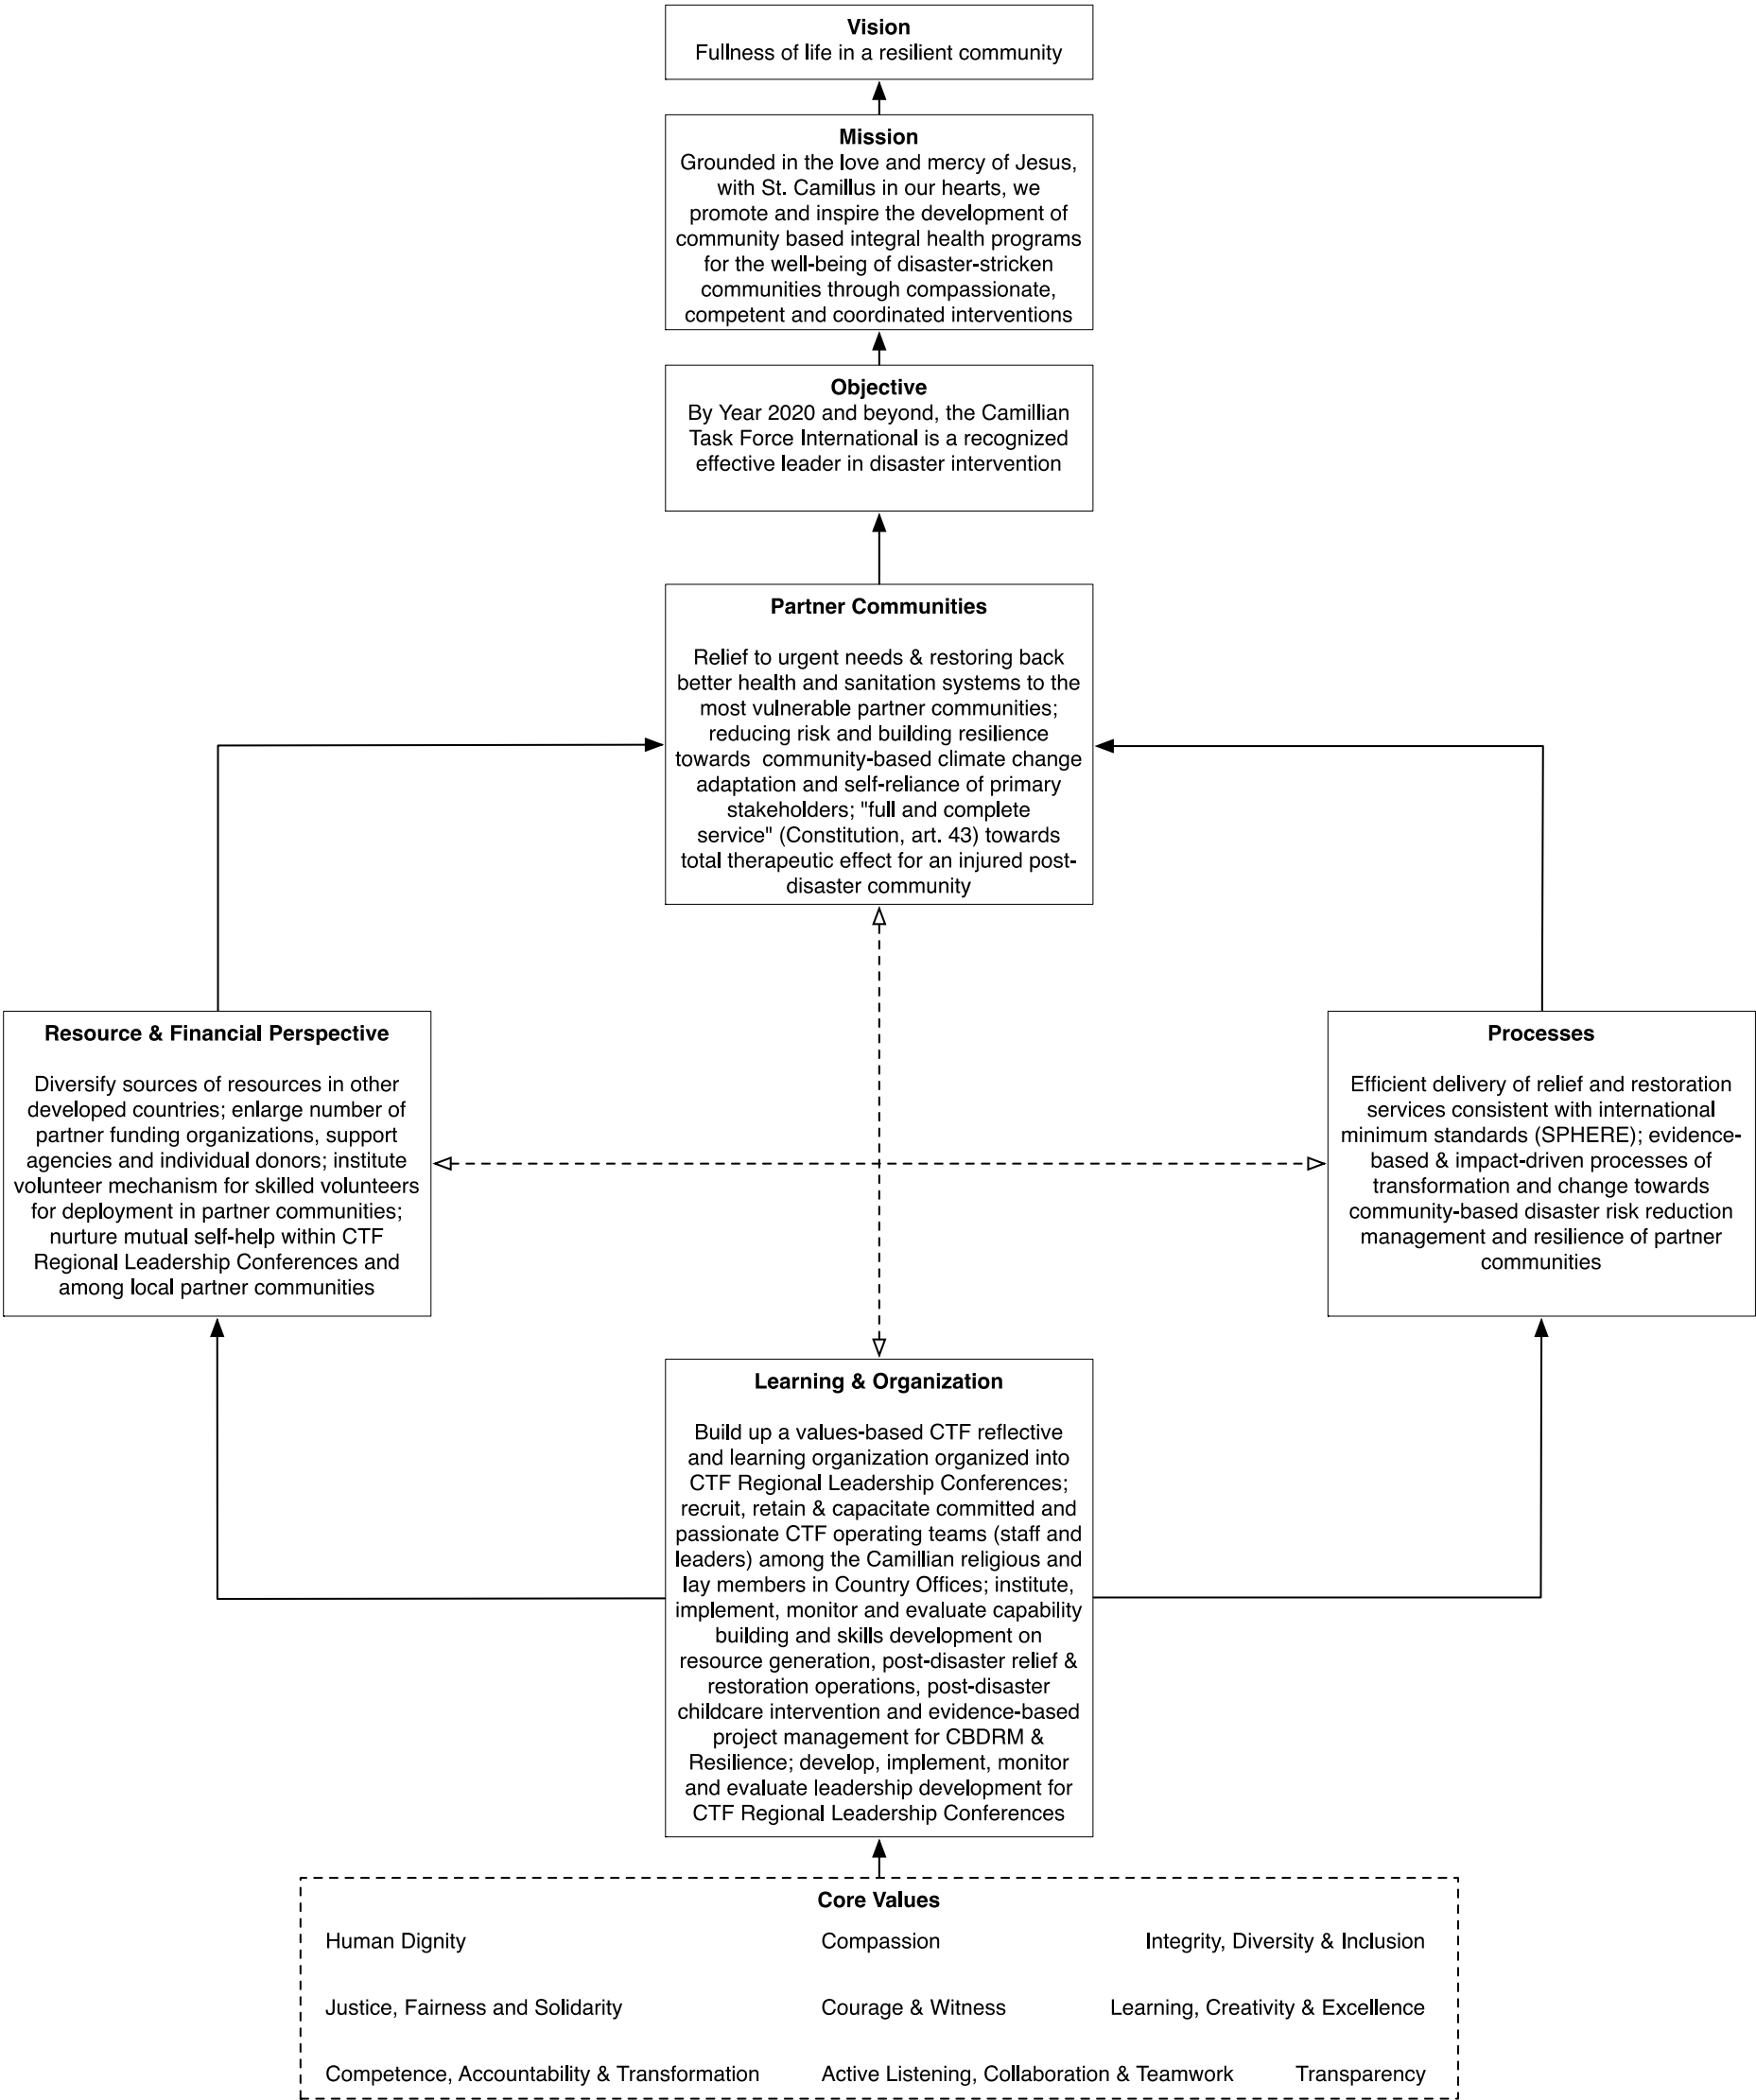 Vision
Fullness of life in a resilient community
Mission
Grounded in the love and mercy of Jesus,
with St. Camillus in our hearts, we
promote and inspire the development of
community based integral health programs
for the well-being of disaster-stricken
communities through compassionate,
competent and coordinated interventions
Objective
By Year 2020 and beyond, the Camillian
Task Force International is a recognized
effective leader in disaster intervention
Partner Communities
Relief to urgent needs & restoring back
better health and sanitation systems to the
most vulnerable partner communities;
reducing risk and building resilience
towards  community-based climate change
adaptation and self-reliance of primary
stakeholders; "full and complete
service" (Constitution, art. 43) towards
total therapeutic effect for an injured post-
disaster community
Resource & Financial Perspective
Diversify sources of resources in other
developed countries; enlarge number of
partner funding organizations, support
agencies and individual donors; institute
volunteer mechanism for skilled volunteers
for deployment in partner communities;
nurture mutual self-help within CTF
Regional Leadership Conferences and
among local partner communities
Processes
Efficient delivery of relief and restoration
services consistent with international
minimum standards (SPHERE); evidence-
based & impact-driven processes of
transformation and change towards
community-based disaster risk reduction
management and resilience of partner
communities
Learning & Organization
Build up a values-based CTF reflective
and learning organization organized into
CTF Regional Leadership Conferences;
recruit, retain & capacitate committed and
passionate CTF operating teams (staff and
leaders) among the Camillian religious and
lay members in Country Offices; institute,
implement, monitor and evaluate capability
building and skills development on
resource generation, post-disaster relief &
restoration operations, post-disaster
childcare intervention and evidence-based
project management for CBDRM &
Resilience; develop, implement, monitor
and evaluate leadership development for
CTF Regional Leadership Conferences
Core Values
Human Dignity Compassion Integrity, Diversity & Inclusion
Justice, Fairness and Solidarity Courage & Witness Learning, Creativity & Excellence
Competence, Accountability & Transformation Active Listening, Collaboration & Teamwork Transparency